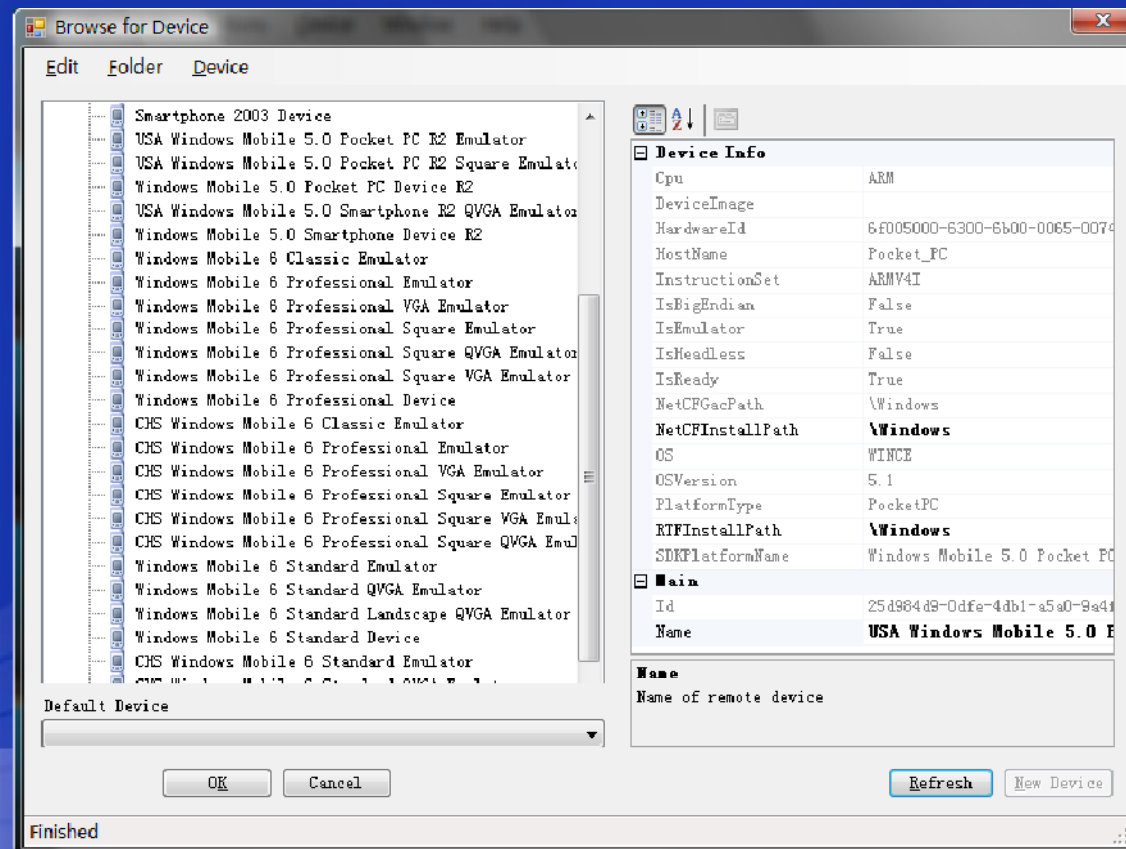 Browse for Device
Edit Folder Device
Smartphone 2003 Device
USA Windows Mobile 5.0 Pocket PC R2 Emulator
USA Windows Mobile 5.0 Pocket PC R2 Square Emulato
Windows Mobile 5.0 Pocket PC Device R2
USA Windows Mobile 5.0 Smartphone R2 QVGA Emulator
Windows Mobile 5.0 Smartphone Device R2
Windows Mobile 6 Classic Emulator
Windows Mobile 6 Professional Emulator
Windows Mobile 6 Professional VGA Emulator
Windows Mobile 6 Professional Square Emulator
Windows Mobile 6 Professional Square QVGA Emulator
Windows Mobile 6 Professional Square VGA Emulator
Windows Mobile 6 Professional Device
CHS Windows Mobile 6 Classic Emulator
CHS Windows Mobile 6 Professional Emulator
CHS Windows Mobile 6 Professional VGA Emulator
CHS Windows Mobile 6 Professional Square Emulator
CHS Windows Mobile 6 Professional Square VGA Emula
CHS Windows Mobile 6 Professional Square QVGA Emul
Windows Mobile 6 Standard Emulator
Windows Mobile 6 Standard QVGA Emulator
Windows Mobile 6 Standard Landscape QVGA Emulator
Windows Mobile 6 Standard Device
CHS Windows Mobile 6 Standard Emulator
Default Device
OK Cancel
Device Info
Cpu ARM
DeviceImage
HardwareId 6f005000-6300-6b00-0065-0074
HostName Pocket_PC
InstructionSet ARMV4I
IsBigEndian False
IsEmulator True
IsHeadless False
IsReady True
NetCFGacPath \Windows
NetCFInstallPath \Windows
OS WINCE
OSVersion 5.1
PlatformType PocketPC
RTFInstallPath \Windows
SDKPlatformName Windows Mobile 5.0 Pocket PC
Main
Id 25d984d9-0dfe-4db1-a5a0-9a4f
Name USA Windows Mobile 5.0 P
Name
Name of remote device
Refresh New Device
Finished